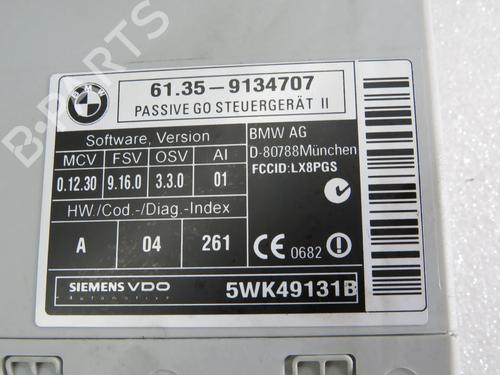 BMW
61.35-9134707
PASSIVE GO STEUERGERÄT II
Software, Version
MCV FSV OSV AI
0.12.30 9.16.0 3.3.0 01
HW./Cod.-/Diag.-Index
A 04 261
BMW AG
D-80788München
FCCID:LX8PGS
CE 0682
SIEMENS VDO
Automotive
5WK49131B
B-PARTS